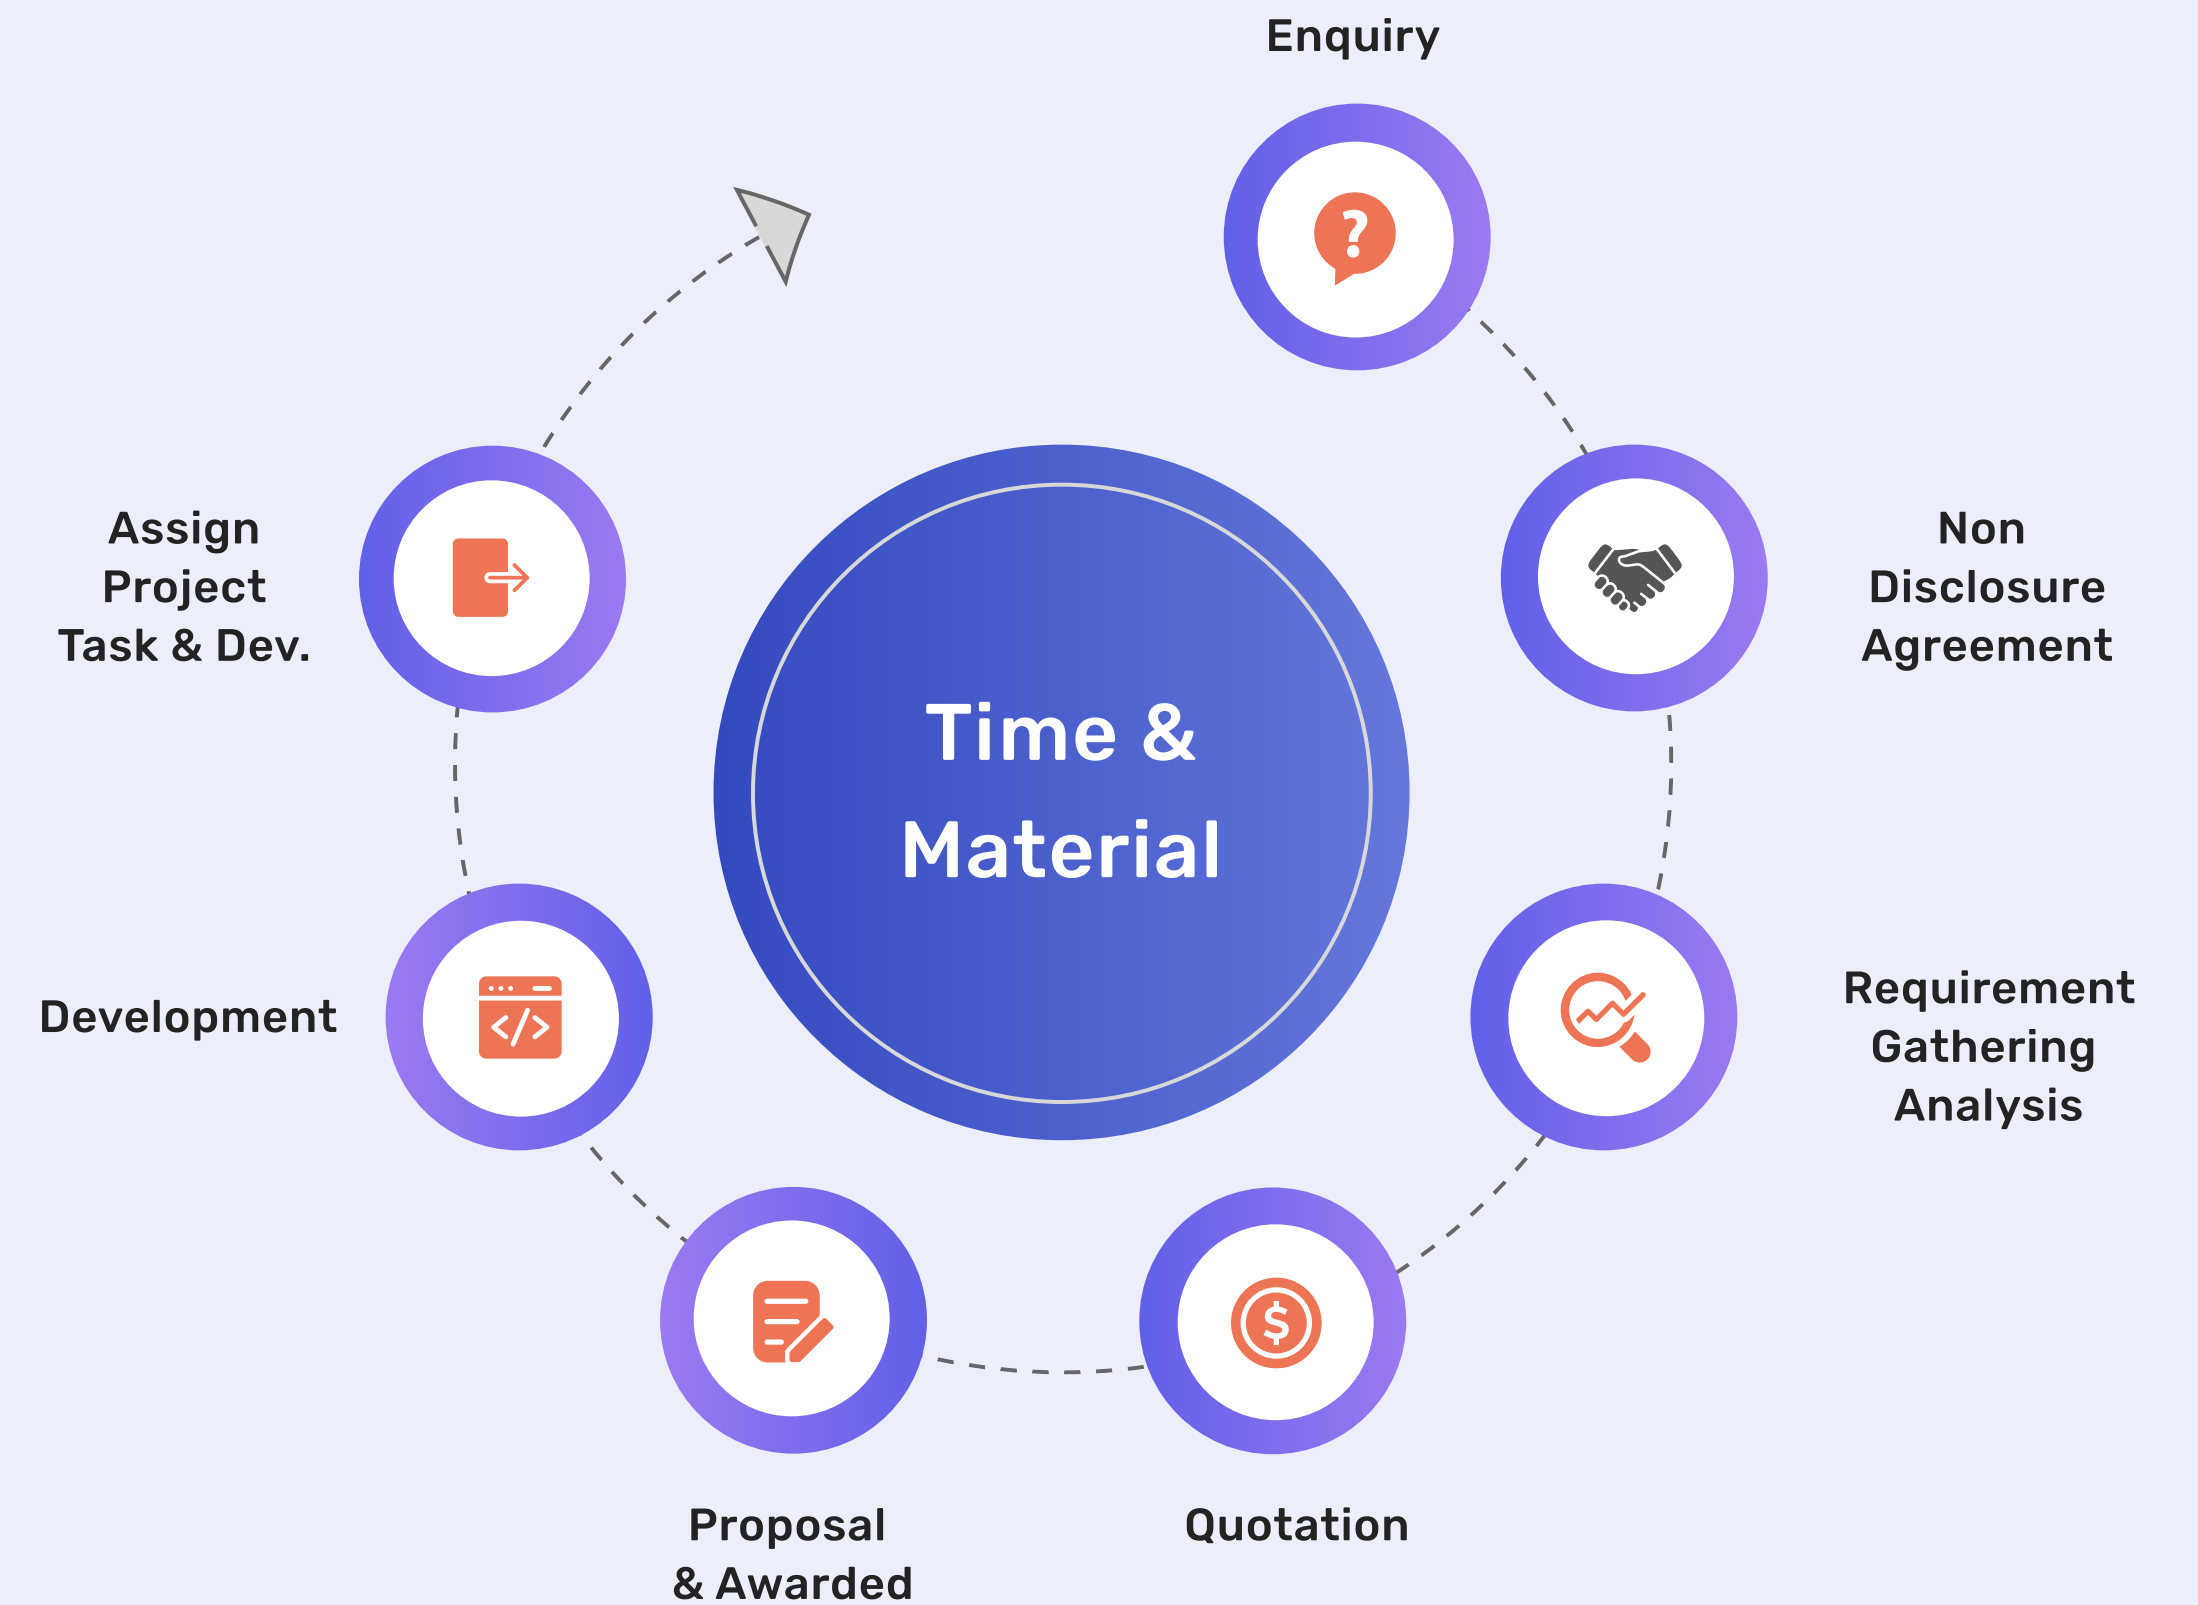 Enquiry
Non
Disclosure
Agreement
Requirement
Gathering
Analysis
Quotation
Proposal
& Awarded
Development
Assign
Project
Task & Dev.
Time &
Material
?
$
</>